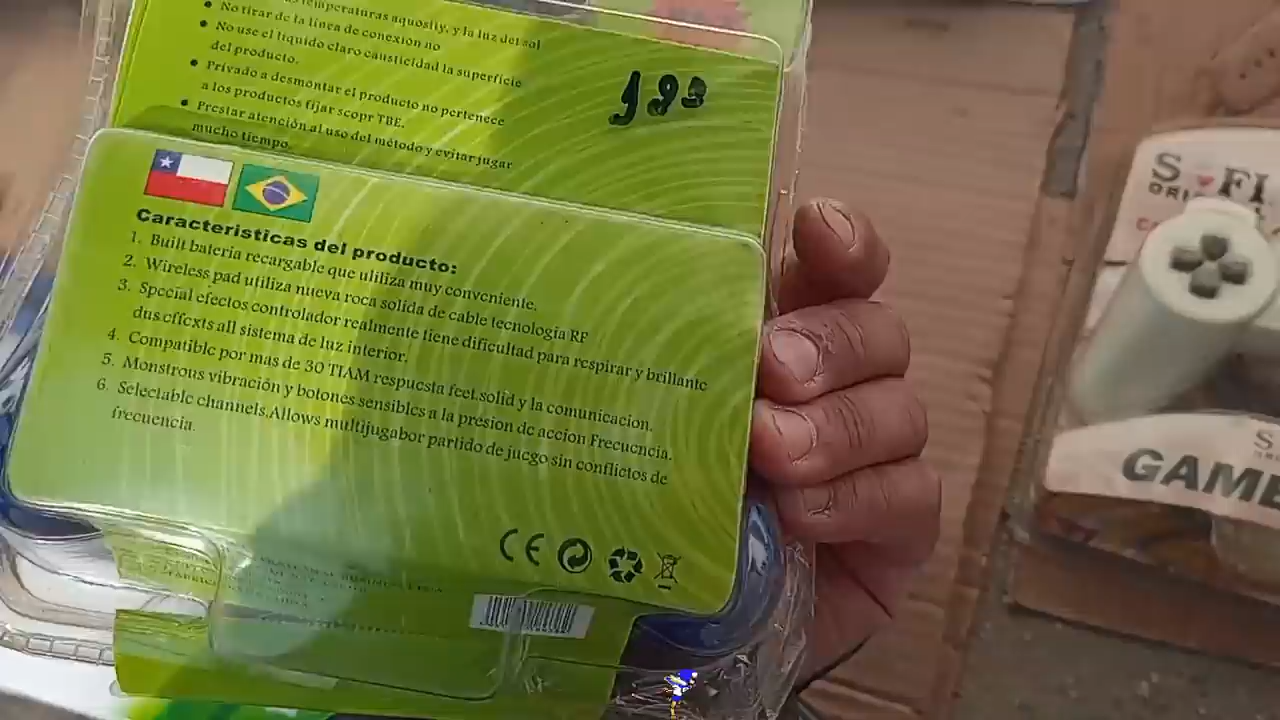 temperaturas aquosity, y la luz del sol
• No tirar de la linea de conexión no
• No use el liquido claro causticidad la superficie
del producto.
• Privado a desmontar el producto no pertenece
a los productos fijar scopr TBE.
• Prestar atención al uso del método y evitar jugar
mucho tiempo.
Caracteristicas del producto:
1. Built bateria recargable que utiliza muy conveniente.
2. Wireless pad utiliza nueva roca solida de cable tecnología RF
3. Special efectos controlador realmente tiene dificultad para respirar y brillante
dus.effcxts all sistema de luz interior.
4. Compatible por mas de 30 TIAM respucsta feet.solid y la comunicacion.
5. Monstrous vibración y botones sensibles a la presion de accion Frecuencia.
6. Selectable channels.Allows multijugabor partido de juego sin conflictos de
frecuencia.
CE
S♥FI
GAME